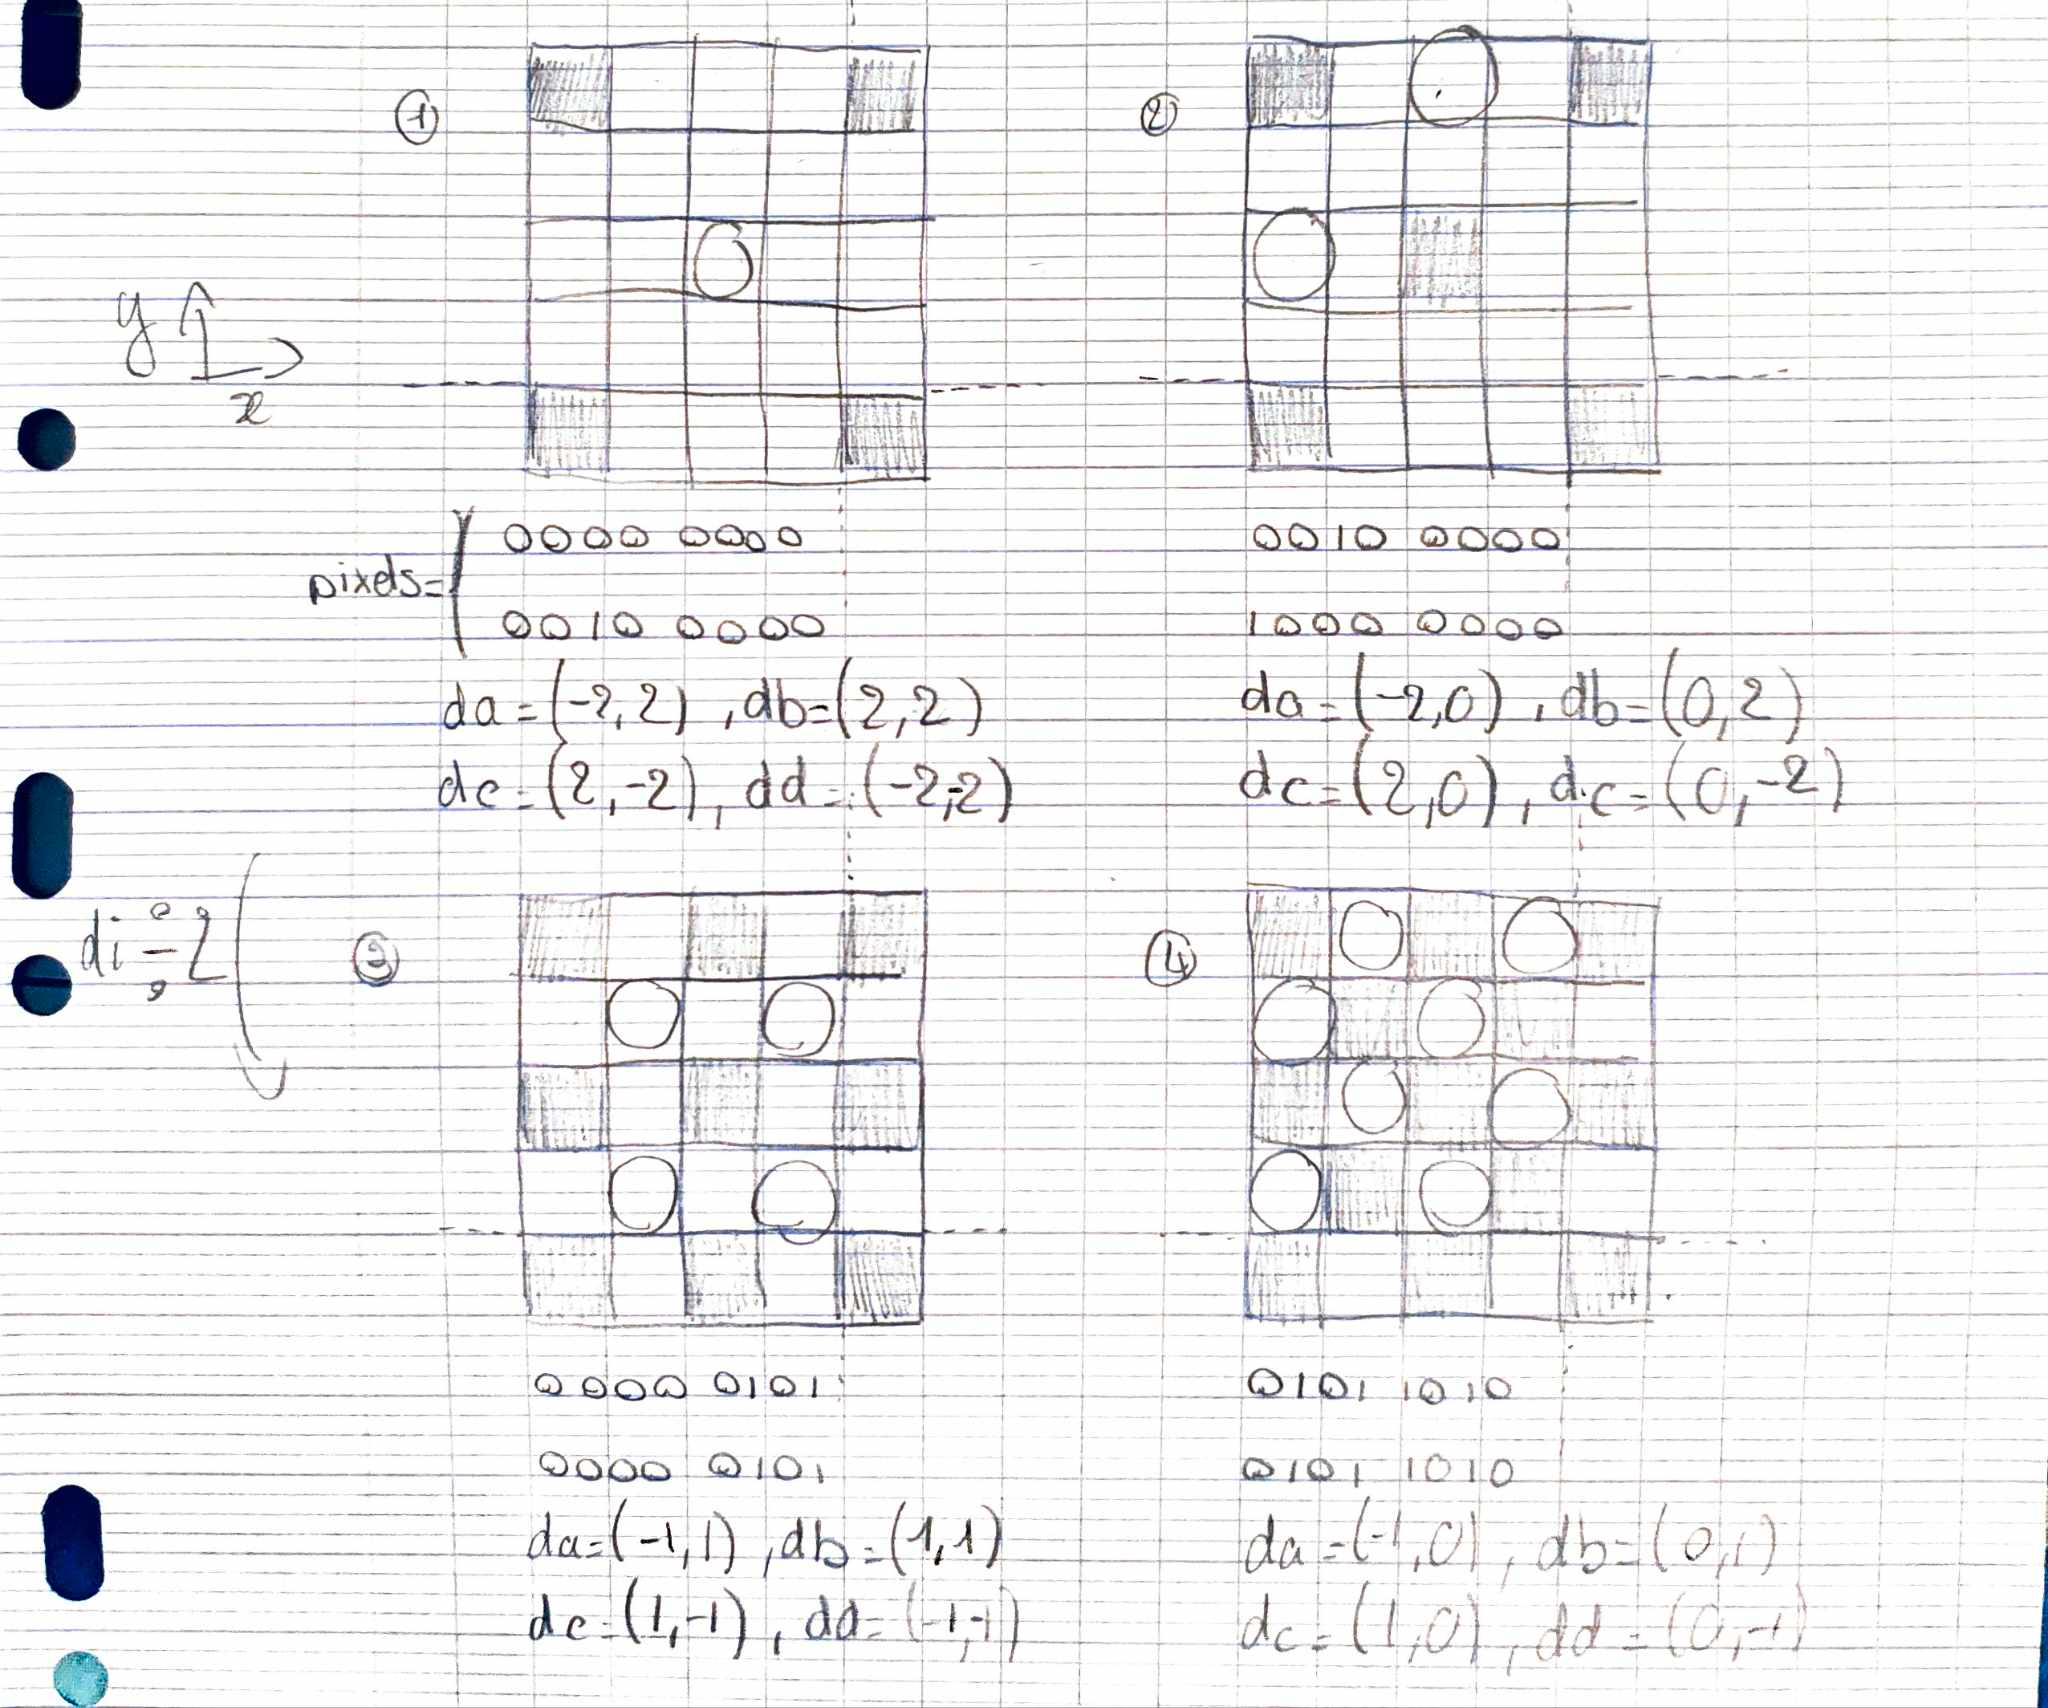 ① ②
y
x
pixels= 0000 0000 0010 0000
0010 0000 1000 0000
da=(-2,2) , db=(2,2) da=(-2,0) , db=(0,2)
dc=(2,-2) , dd=(-2,-2) dc=(2,0) , dc=(0,-2)
di ÷ 2 ③ ④
0000 0101 0101 1010
0000 0101 0101 1010
da=(-1,1) , db=(1,1) da=(-1,0) , db=(0,1)
dc=(1,-1) , dd=(-1,-1) dc=(1,0) , dd=(0,-1)